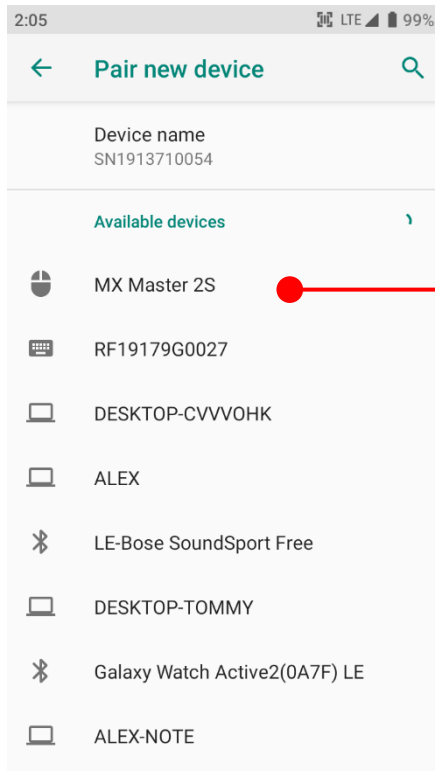 2:05 LTE 99%
Pair new device
Device name
SN1913710054
Available devices
MX Master 2S
RF19179G0027
DESKTOP-CVVVOHK
ALEX
LE-Bose SoundSport Free
DESKTOP-TOMMY
Galaxy Watch Active2(0A7F) LE
ALEX-NOTE